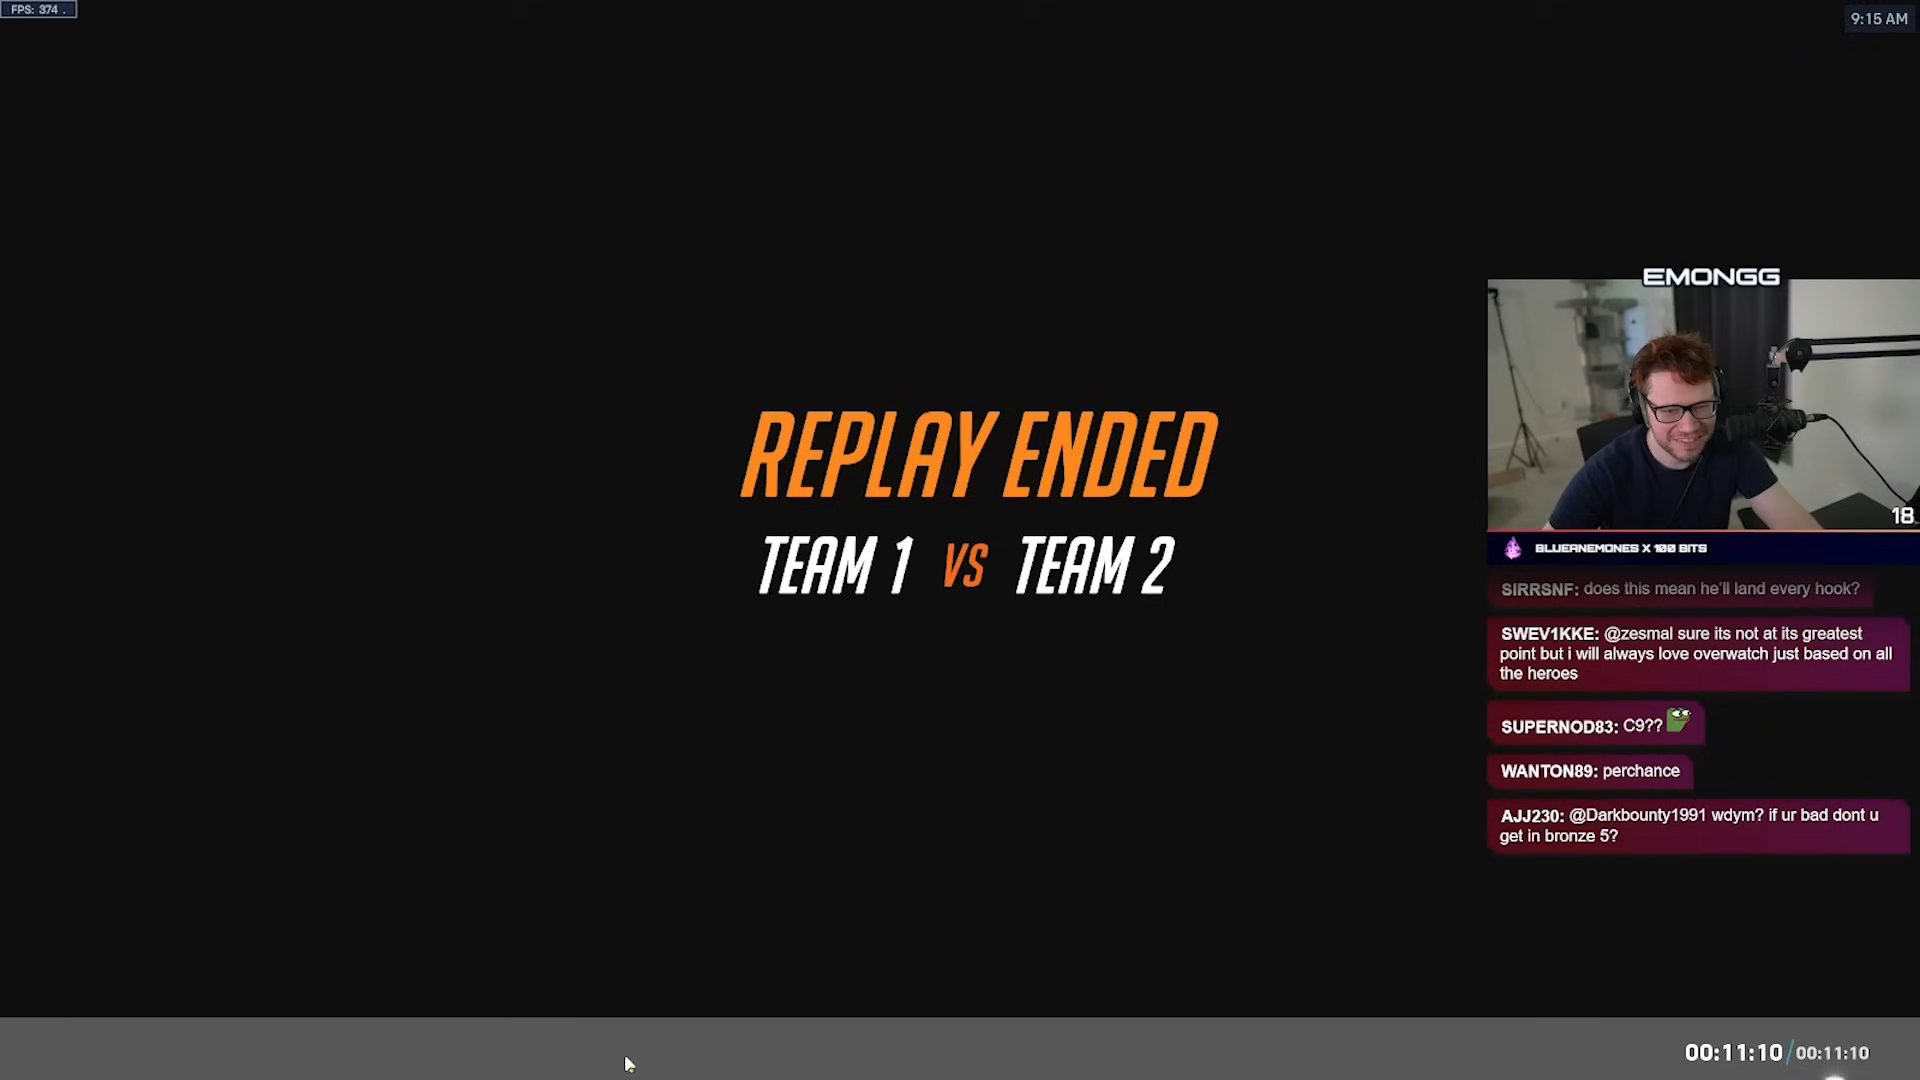 FPS: 374 .
9:15 AM
REPLAY ENDED
TEAM 1 VS TEAM 2
EMONGG
18
BLUEANEMONES X 100 BITS
SIRRSNF: does this mean he'll land every hook?
SWEV1KKE: @zesmal sure its not at its greatest
point but i will always love overwatch just based on all
the heroes
SUPERNOD83: C9??
WANTON89: perchance
AJJ230: @Darkbounty1991 wdym? if ur bad dont u
get in bronze 5?
00:11:10/00:11:10